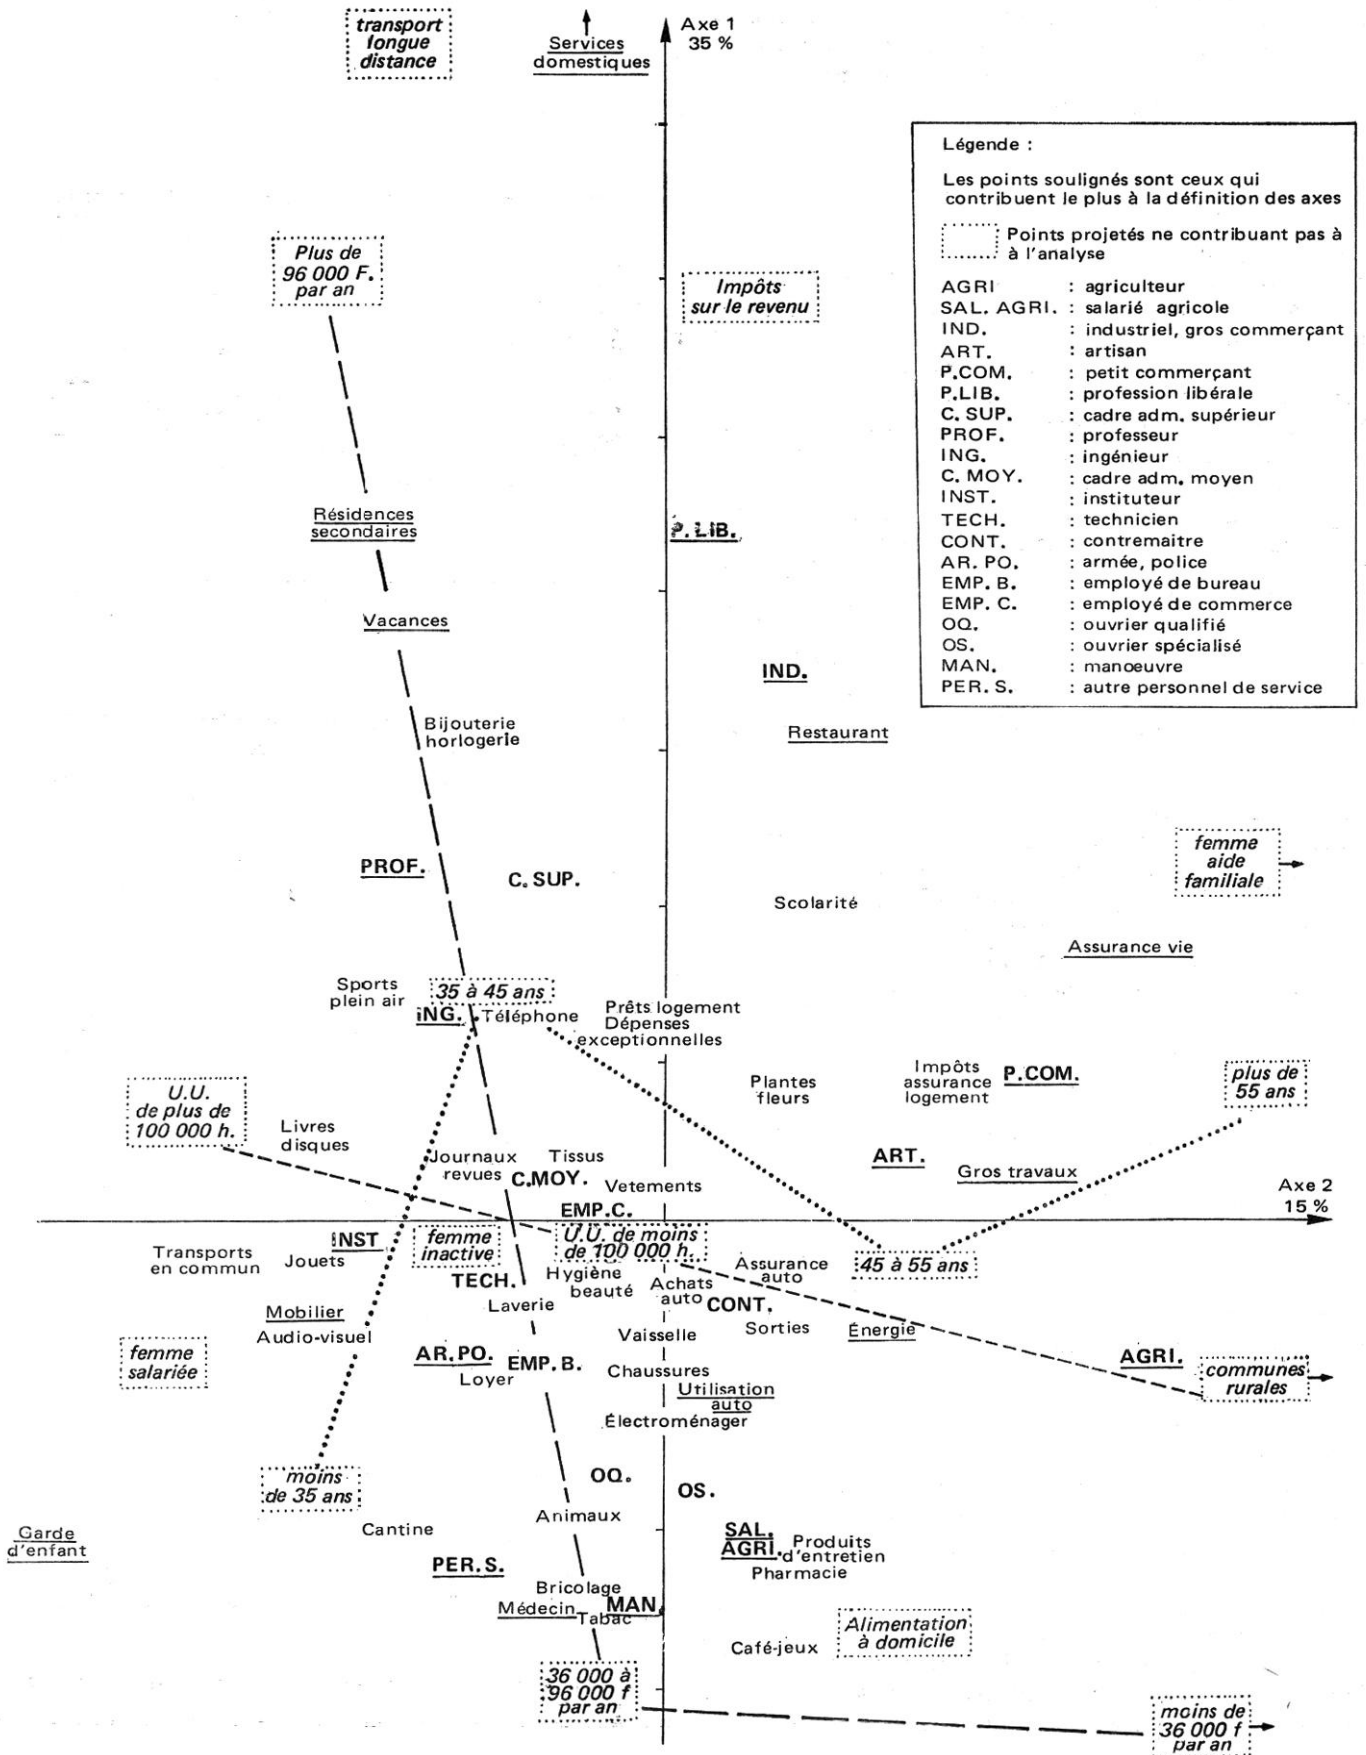 transport
longue
distance
Services
domestiques
Axe 1
35 %
Légende :
Les points soulignés sont ceux qui
contribuent le plus à la définition des axes
Points projetés ne contribuant pas à
à l'analyse
AGRI : agriculteur
SAL. AGRI. : salarié agricole
IND. : industriel, gros commerçant
ART. : artisan
P.COM. : petit commerçant
P.LIB. : profession libérale
C. SUP. : cadre adm. supérieur
PROF. : professeur
ING. : ingénieur
C. MOY. : cadre adm. moyen
INST. : instituteur
TECH. : technicien
CONT. : contremaitre
AR. PO. : armée, police
EMP. B. : employé de bureau
EMP. C. : employé de commerce
OQ. : ouvrier qualifié
OS. : ouvrier spécialisé
MAN. : manoeuvre
PER. S. : autre personnel de service
Plus de
96 000 F.
par an
Impôts
sur le revenu
Résidences
secondaires
P. LIB.
Vacances
IND.
Bijouterie
horlogerie
Restaurant
PROF.
C. SUP.
femme
aide
familiale
Scolarité
Assurance vie
Sports
plein air
35 à 45 ans
ING.
Téléphone
Prêts logement
Dépenses
exceptionnelles
Plantes
fleurs
Impôts
assurance
logement
P.COM.
plus de
55 ans
U.U.
de plus de
100 000 h.
Livres
disques
Journaux
revues
Tissus
C.MOY.
Vetements
ART.
Gros travaux
EMP.C.
Axe 2
15 %
INST
femme
inactive
U.U. de moins
de 100 000 h.
Transports
en commun
Jouets
TECH.
Hygiène
beauté
Achats
auto
Assurance
auto
45 à 55 ans
Laverie
CONT.
Mobilier
Audio-visuel
Vaisselle
Sorties
Énergie
femme
salariée
AR.PO.
Loyer
EMP. B.
Chaussures
AGRI.
communes
rurales
Utilisation
auto
Électroménager
moins
de 35 ans
OQ.
OS.
Animaux
Garde
d'enfant
Cantine
SAL.
AGRI.
Produits
d'entretien
Pharmacie
PER. S.
Bricolage
Médecin
Tabac
MAN.
Café-jeux
Alimentation
à domicile
36 000 à
96 000 f
par an
moins de
36 000 f
par an